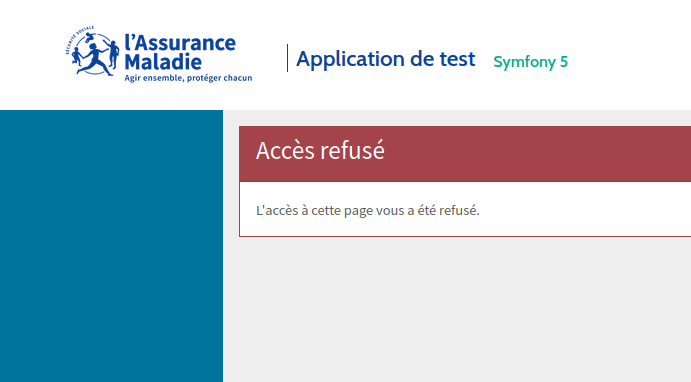 SÉCURITÉ SOCIALE
l'Assurance
Maladie
Agir ensemble, protéger chacun
Application de test
Symfony 5
Accès refusé
L'accès à cette page vous a été refusé.